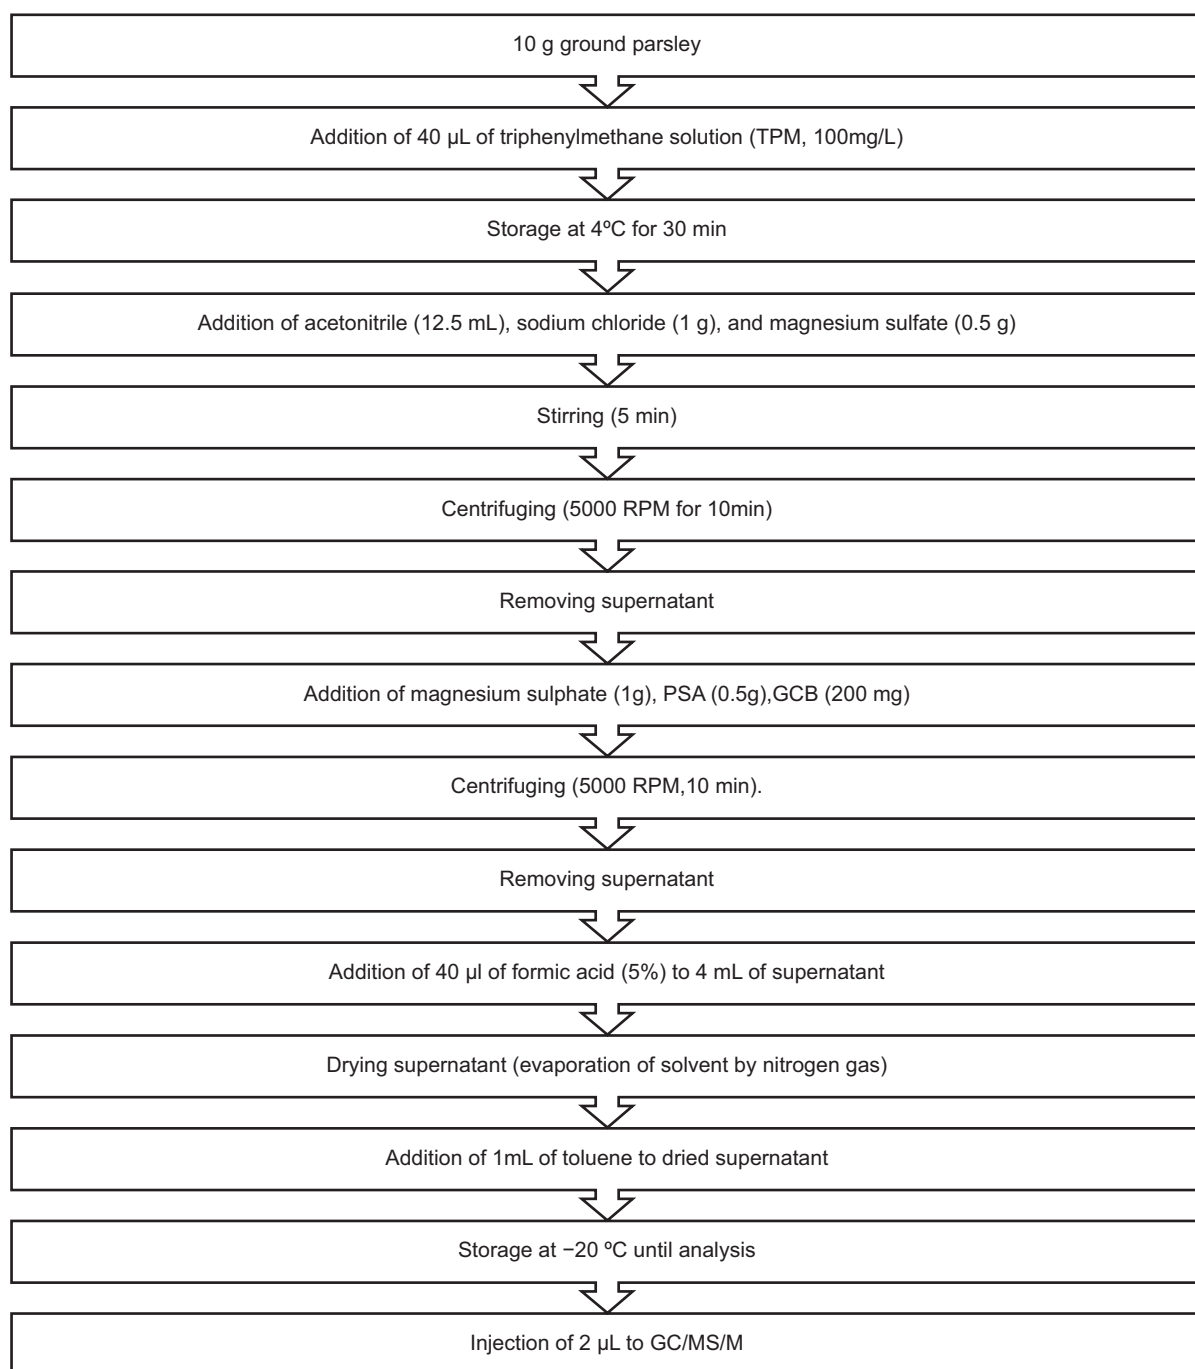 10 g ground parsley
Addition of 40 µL of triphenylmethane solution (TPM, 100mg/L)
Storage at 4ºC for 30 min
Addition of acetonitrile (12.5 mL), sodium chloride (1 g), and magnesium sulfate (0.5 g)
Stirring (5 min)
Centrifuging (5000 RPM for 10min)
Removing supernatant
Addition of magnesium sulphate (1g), PSA (0.5g),GCB (200 mg)
Centrifuging (5000 RPM,10 min).
Removing supernatant
Addition of 40 µl of formic acid (5%) to 4 mL of supernatant
Drying supernatant (evaporation of solvent by nitrogen gas)
Addition of 1mL of toluene to dried supernatant
Storage at −20 ºC until analysis
Injection of 2 µL to GC/MS/M